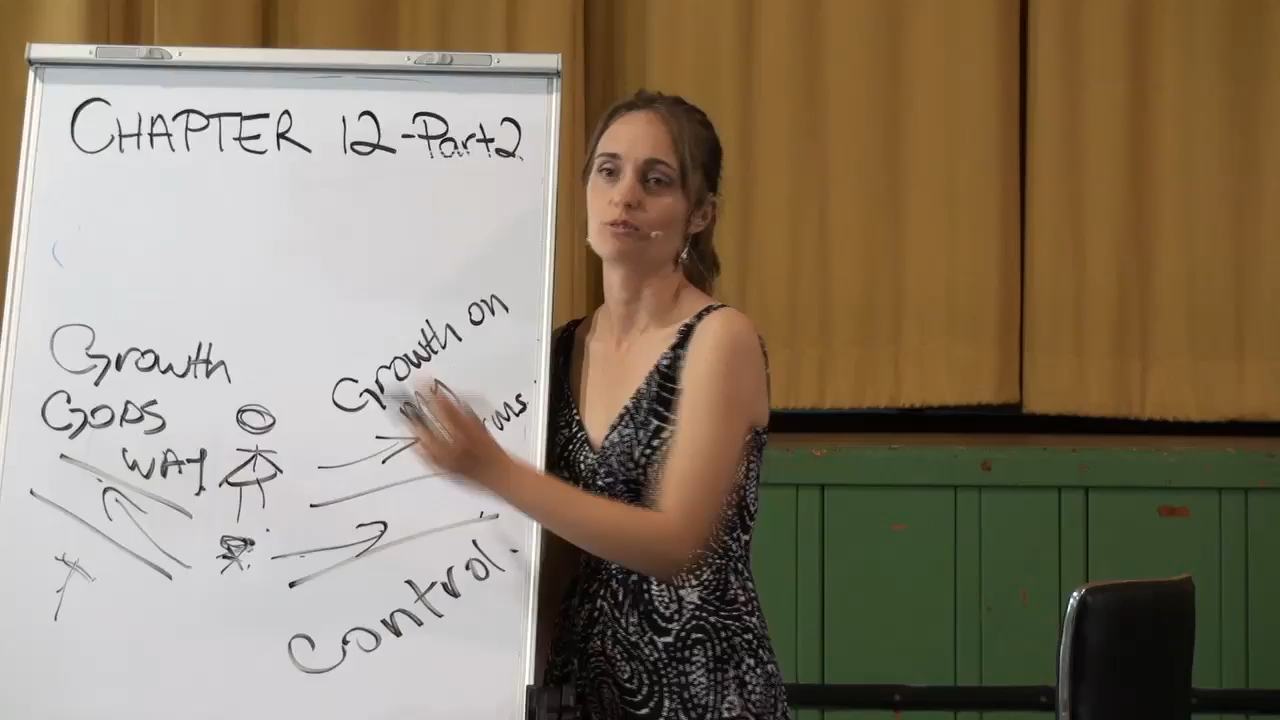 CHAPTER 12-Part2
Growth
GODS
WAY
Growth on
Control.